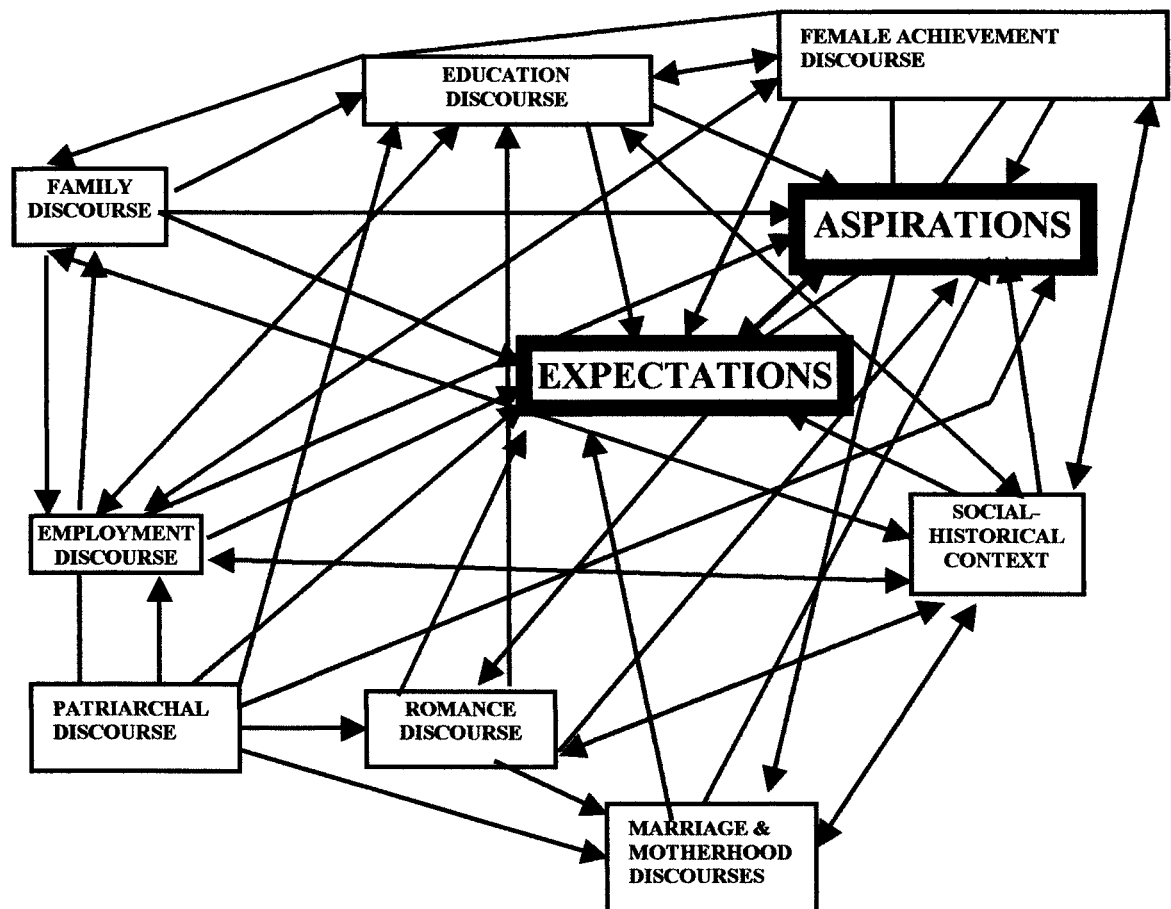 FEMALE ACHIEVEMENT
DISCOURSE
EDUCATION
DISCOURSE
FAMILY
DISCOURSE
ASPIRATIONS
EXPECTATIONS
EMPLOYMENT
DISCOURSE
SOCIAL-
HISTORICAL
CONTEXT
PATRIARCHAL
DISCOURSE
ROMANCE
DISCOURSE
MARRIAGE &
MOTHERHOOD
DISCOURSES